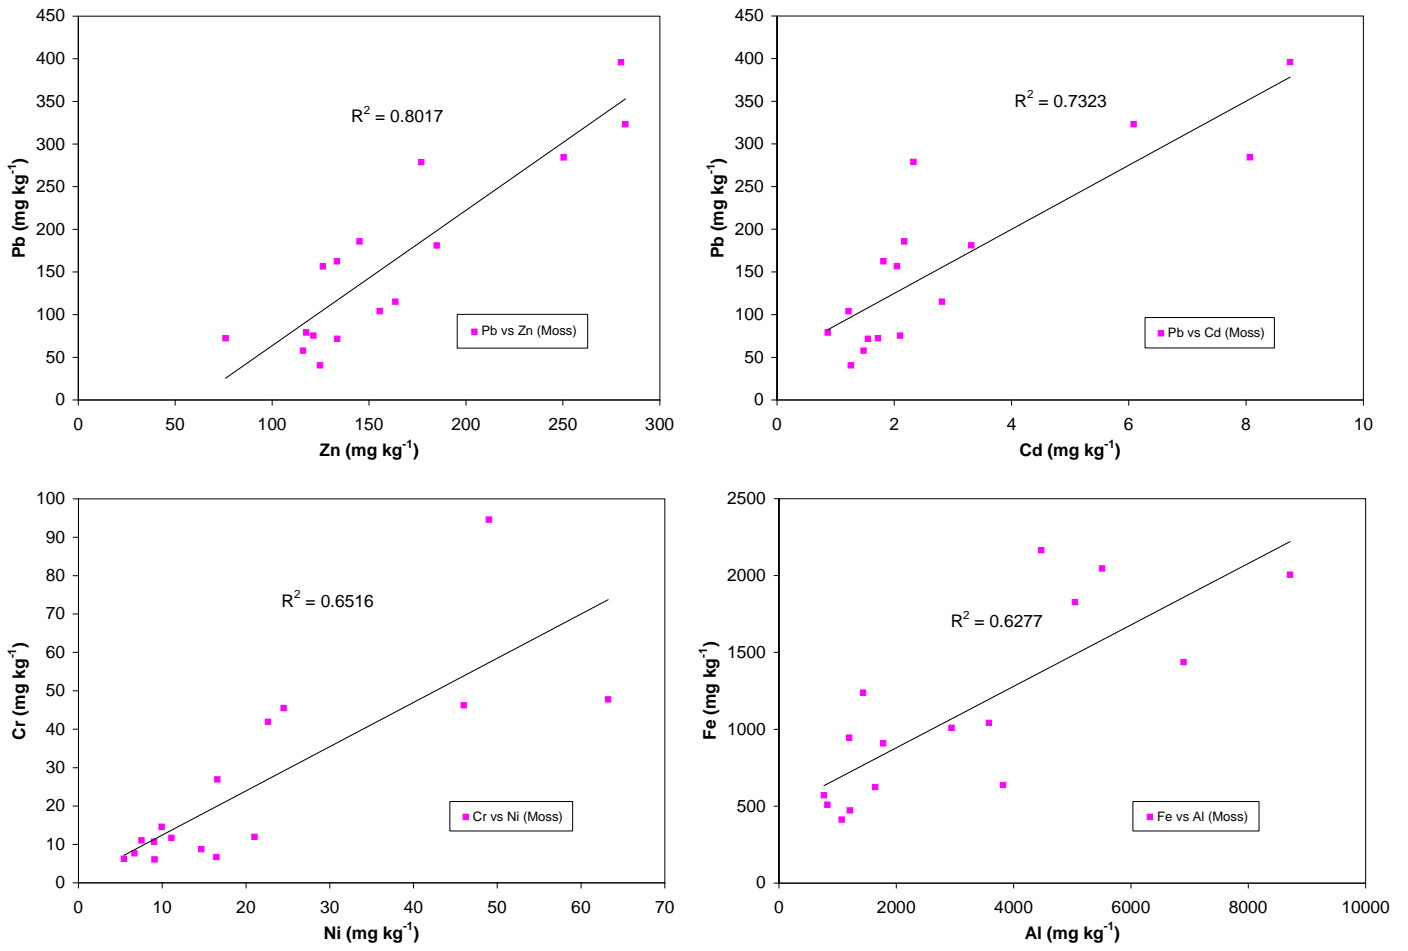 450
400
350
300
250
200
150
100
50
0
0 50 100 150 200 250 300
Pb (mg kg⁻¹)
Zn (mg kg⁻¹)
R² = 0.8017
Pb vs Zn (Moss)
450
400
350
300
250
200
150
100
50
0
0 2 4 6 8 10
Pb (mg kg⁻¹)
Cd (mg kg⁻¹)
R² = 0.7323
Pb vs Cd (Moss)
100
90
80
70
60
50
40
30
20
10
0
0 10 20 30 40 50 60 70
Cr (mg kg⁻¹)
Ni (mg kg⁻¹)
R² = 0.6516
Cr vs Ni (Moss)
2500
2000
1500
1000
500
0
0 2000 4000 6000 8000 10000
Fe (mg kg⁻¹)
Al (mg kg⁻¹)
R² = 0.6277
Fe vs Al (Moss)